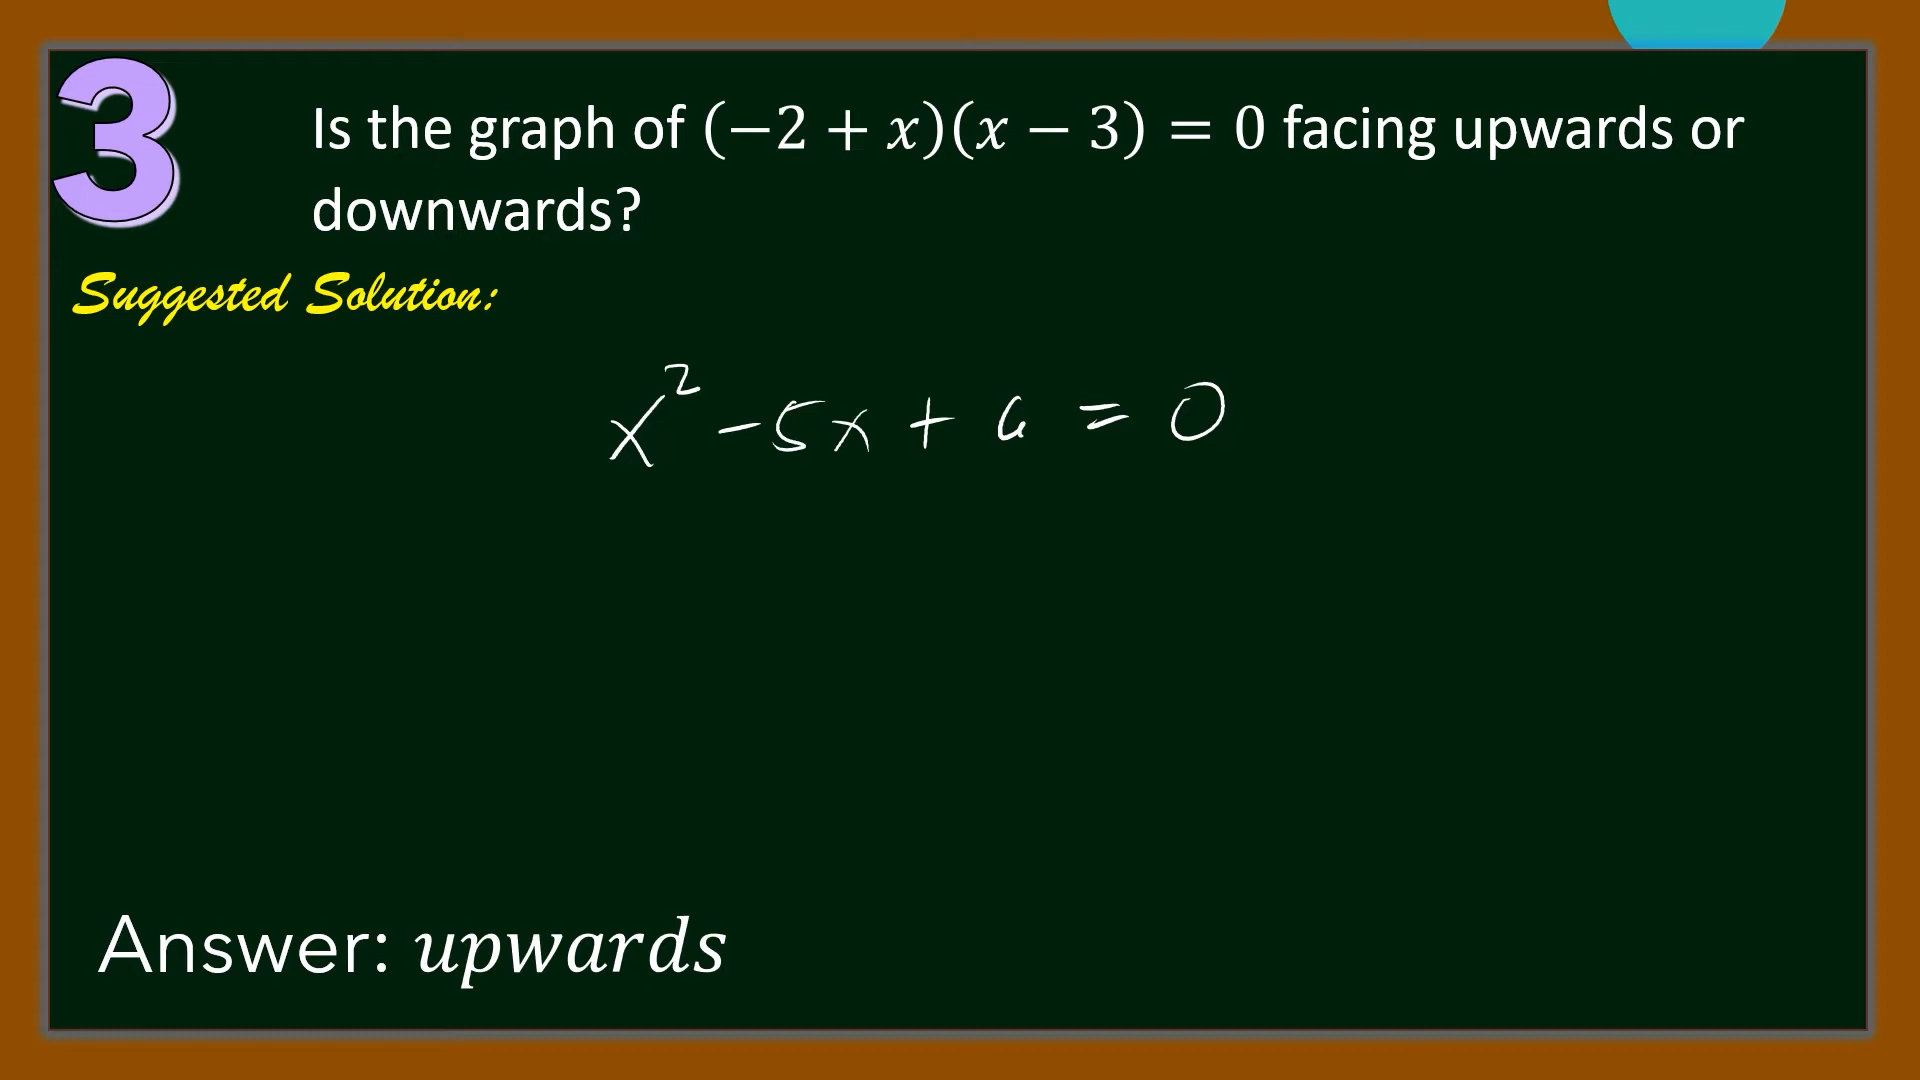 3
Is the graph of (−2 + x)(x − 3) = 0 facing upwards or
downwards?
Suggested Solution:
x² - 5x + 6 = 0
Answer: upwards